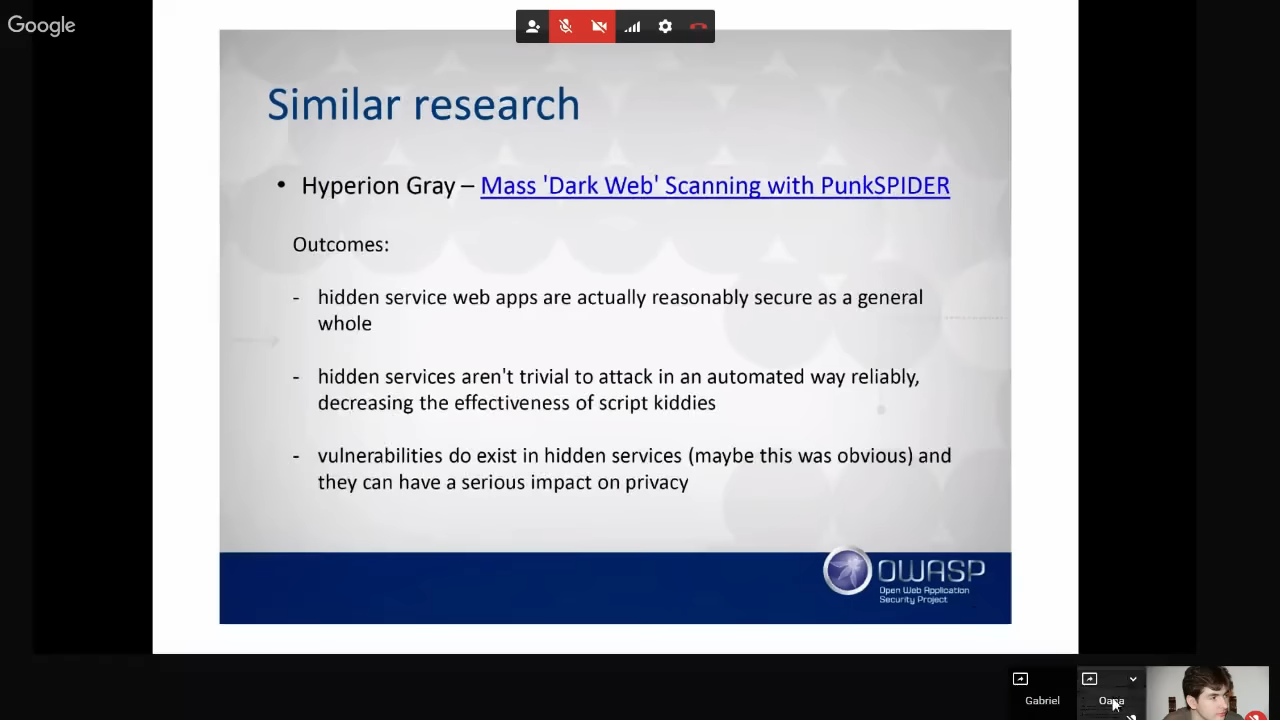 Google
Similar research
• Hyperion Gray – Mass 'Dark Web' Scanning with PunkSPIDER
Outcomes:
- hidden service web apps are actually reasonably secure as a general
whole
- hidden services aren't trivial to attack in an automated way reliably,
decreasing the effectiveness of script kiddies
- vulnerabilities do exist in hidden services (maybe this was obvious) and
they can have a serious impact on privacy
OWASP
Open Web Application
Security Project
Gabriel
Oana